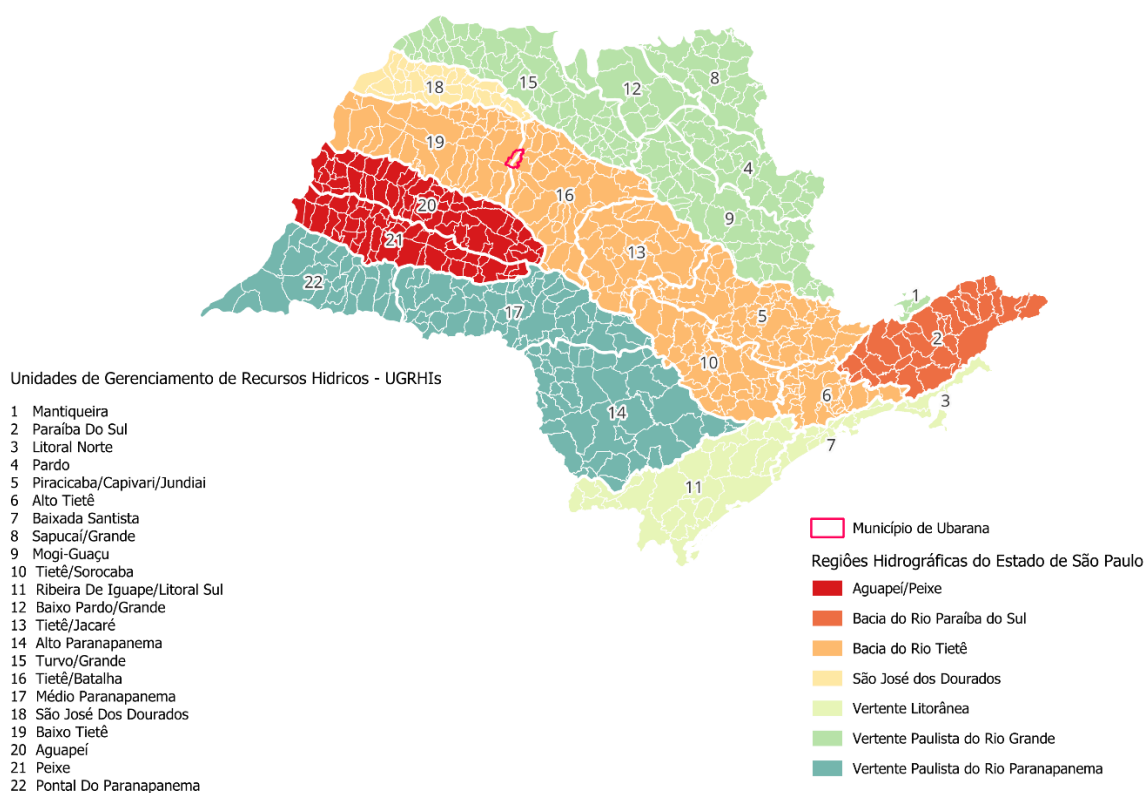 15
8
12
18
19
4
16
20
9
21
13
22
1
5
17
2
10
6
3
14
7
11
Unidades de Gerenciamento de Recursos Hidricos - UGRHIs
1 Mantiqueira
2 Paraíba Do Sul
3 Litoral Norte
4 Pardo
5 Piracicaba/Capivari/Jundiai
6 Alto Tietê
7 Baixada Santista
8 Sapucaí/Grande
9 Mogi-Guaçu
10 Tietê/Sorocaba
11 Ribeira De Iguape/Litoral Sul
12 Baixo Pardo/Grande
13 Tietê/Jacaré
14 Alto Paranapanema
15 Turvo/Grande
16 Tietê/Batalha
17 Médio Paranapanema
18 São José Dos Dourados
19 Baixo Tietê
20 Aguapeí
21 Peixe
22 Pontal Do Paranapanema
Município de Ubarana
Regiões Hidrográficas do Estado de São Paulo
Aguapeí/Peixe
Bacia do Rio Paraíba do Sul
Bacia do Rio Tietê
São José dos Dourados
Vertente Litorânea
Vertente Paulista do Rio Grande
Vertente Paulista do Rio Paranapanema